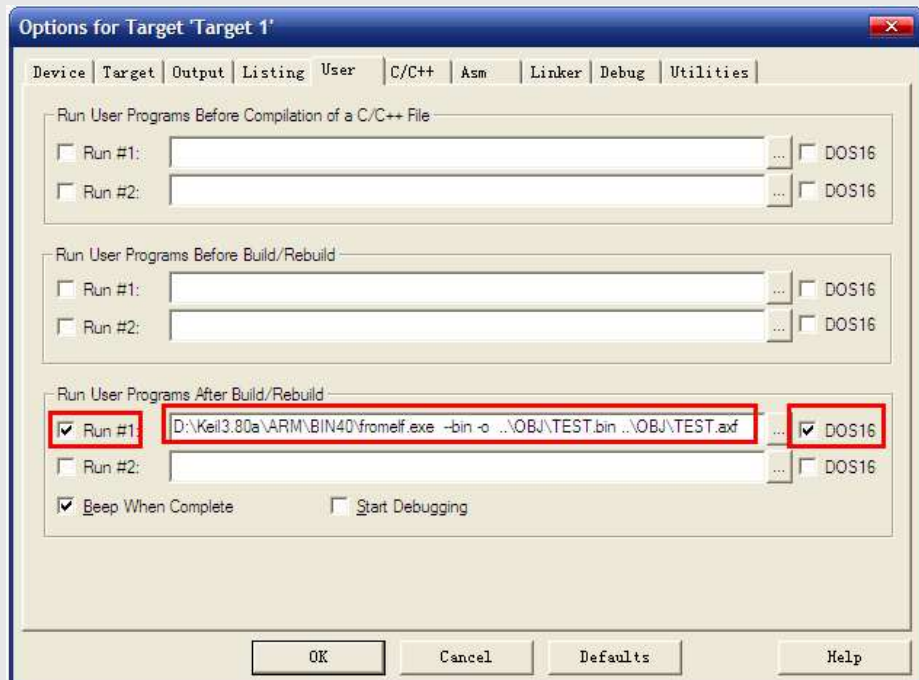 Options for Target 'Target 1'
Device Target Output Listing User C/C++ Asm Linker Debug Utilities
Run User Programs Before Compilation of a C/C++ File
Run #1: ... DOS16
Run #2: ... DOS16
Run User Programs Before Build/Rebuild
Run #1: ... DOS16
Run #2: ... DOS16
Run User Programs After Build/Rebuild
Run #1: D:\Keil3.80a\ARM\BIN40\fromelf.exe --bin -o ..\OBJ\TEST.bin ..\OBJ\TEST.axf ... DOS16
Run #2: ... DOS16
Beep When Complete Start Debugging
OK Cancel Defaults Help